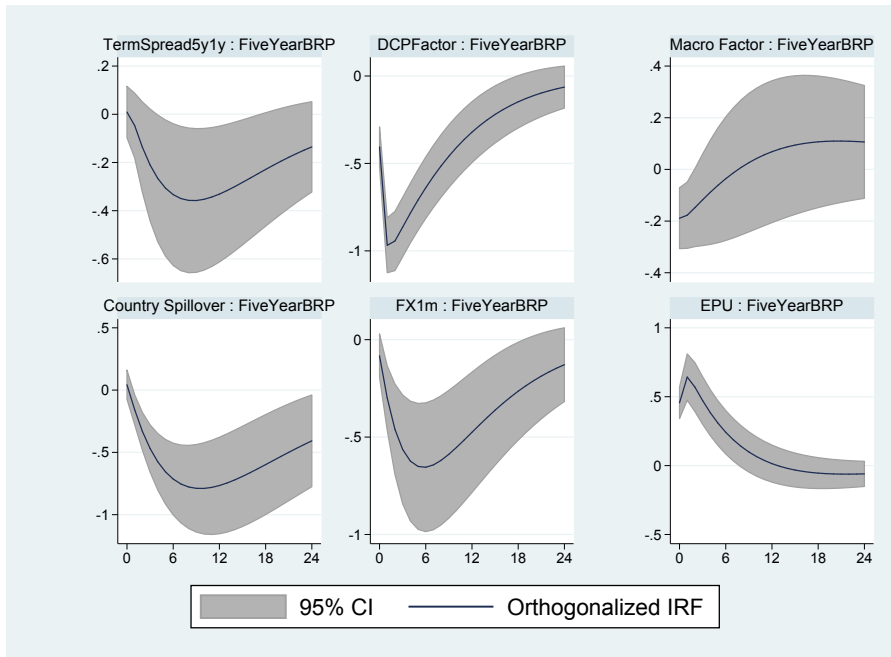 TermSpread5y1y : FiveYearBRP
DCPFactor : FiveYearBRP
Macro Factor : FiveYearBRP
.2
0
-.2
-.4
-.6
0
-.5
-1
.4
.2
0
-.2
-.4
Country Spillover : FiveYearBRP
FX1m : FiveYearBRP
EPU : FiveYearBRP
.5
0
-.5
-1
0
-.5
-1
1
.5
0
-.5
0 6 12 18 24
0 6 12 18 24
0 6 12 18 24
95% CI
Orthogonalized IRF